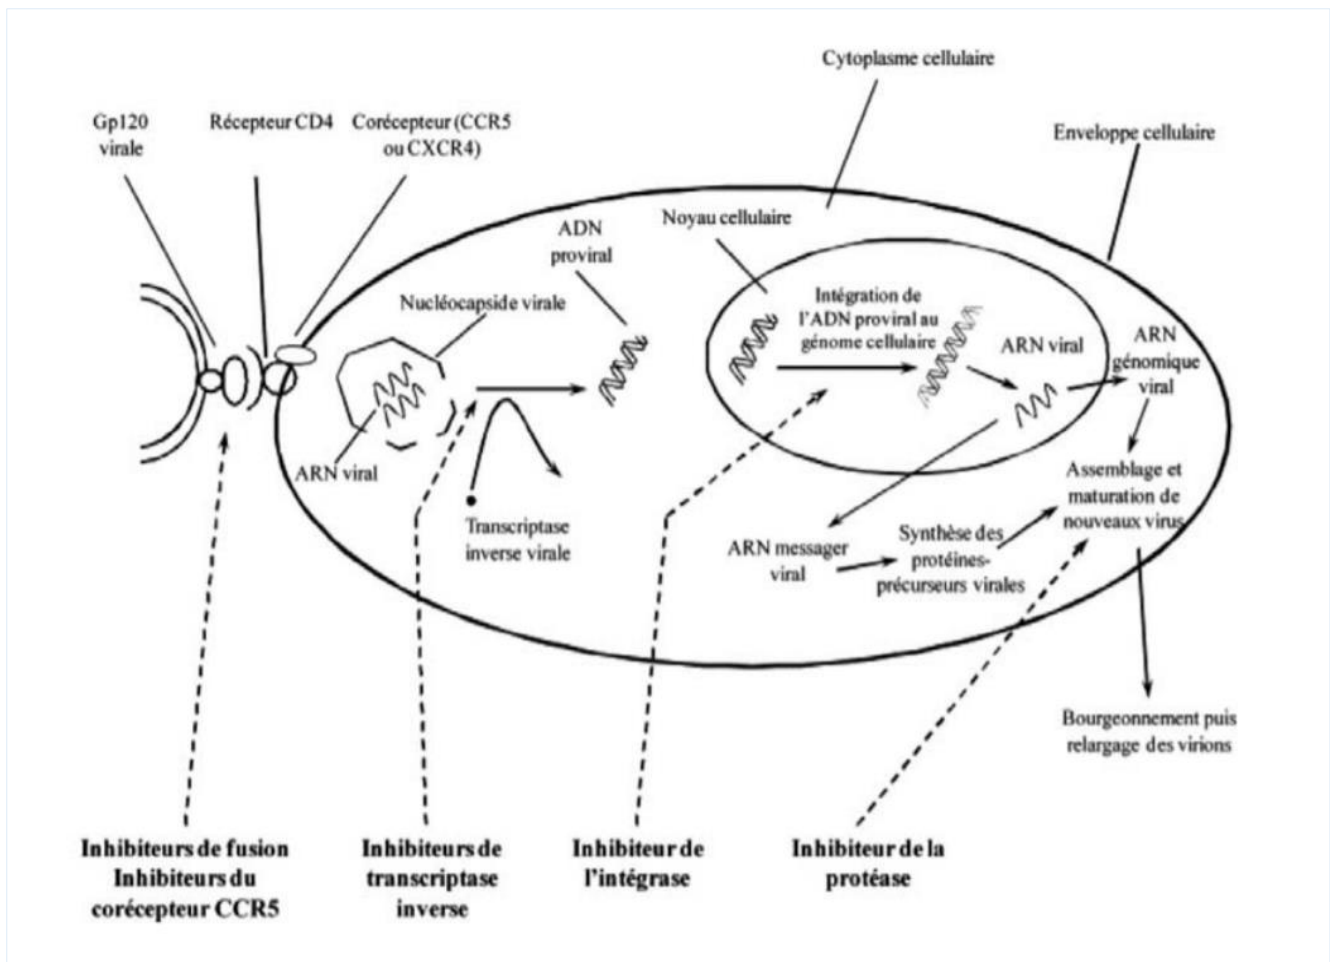 Cytoplasme cellulaire
Gp120
virale
Récepteur CD4
Corécepteur (CCR5
ou CXCR4)
Enveloppe cellulaire
ADN
proviral
Noyau cellulaire
Nucléocapside virale
Intégration de
l'ADN proviral au
génome cellulaire
ARN viral
ARN
génomique
viral
ARN viral
Assemblage et
maturation de
nouveaux virus
Transcriptase
inverse virale
ARN messager
viral
Synthèse des
protéines-
précurseurs virales
Bourgeonnement puis
relargage des virions
Inhibiteurs de fusion
Inhibiteurs du
corécepteur CCR5
Inhibiteurs de
transcriptase
inverse
Inhibiteur de
l'intégrase
Inhibiteur de la
protéase